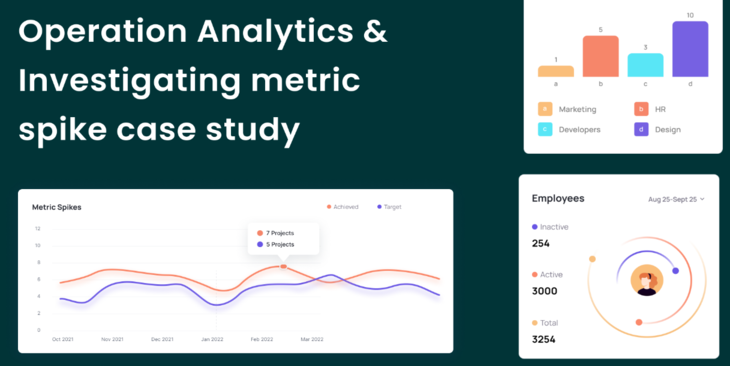 Operation Analytics &
Investigating metric
spike case study
10
5
3
1
a b c d
a Marketing b HR
c Developers d Design
Metric Spikes
Achieved Target
7 Projects
5 Projects
12
10
8
6
4
2
0
Oct 2021 Nov 2021 Dec 2021 Jan 2022 Feb 2022 Mar 2022
Employees Aug 25-Sept 25
Inactive
254
Active
3000
Total
3254